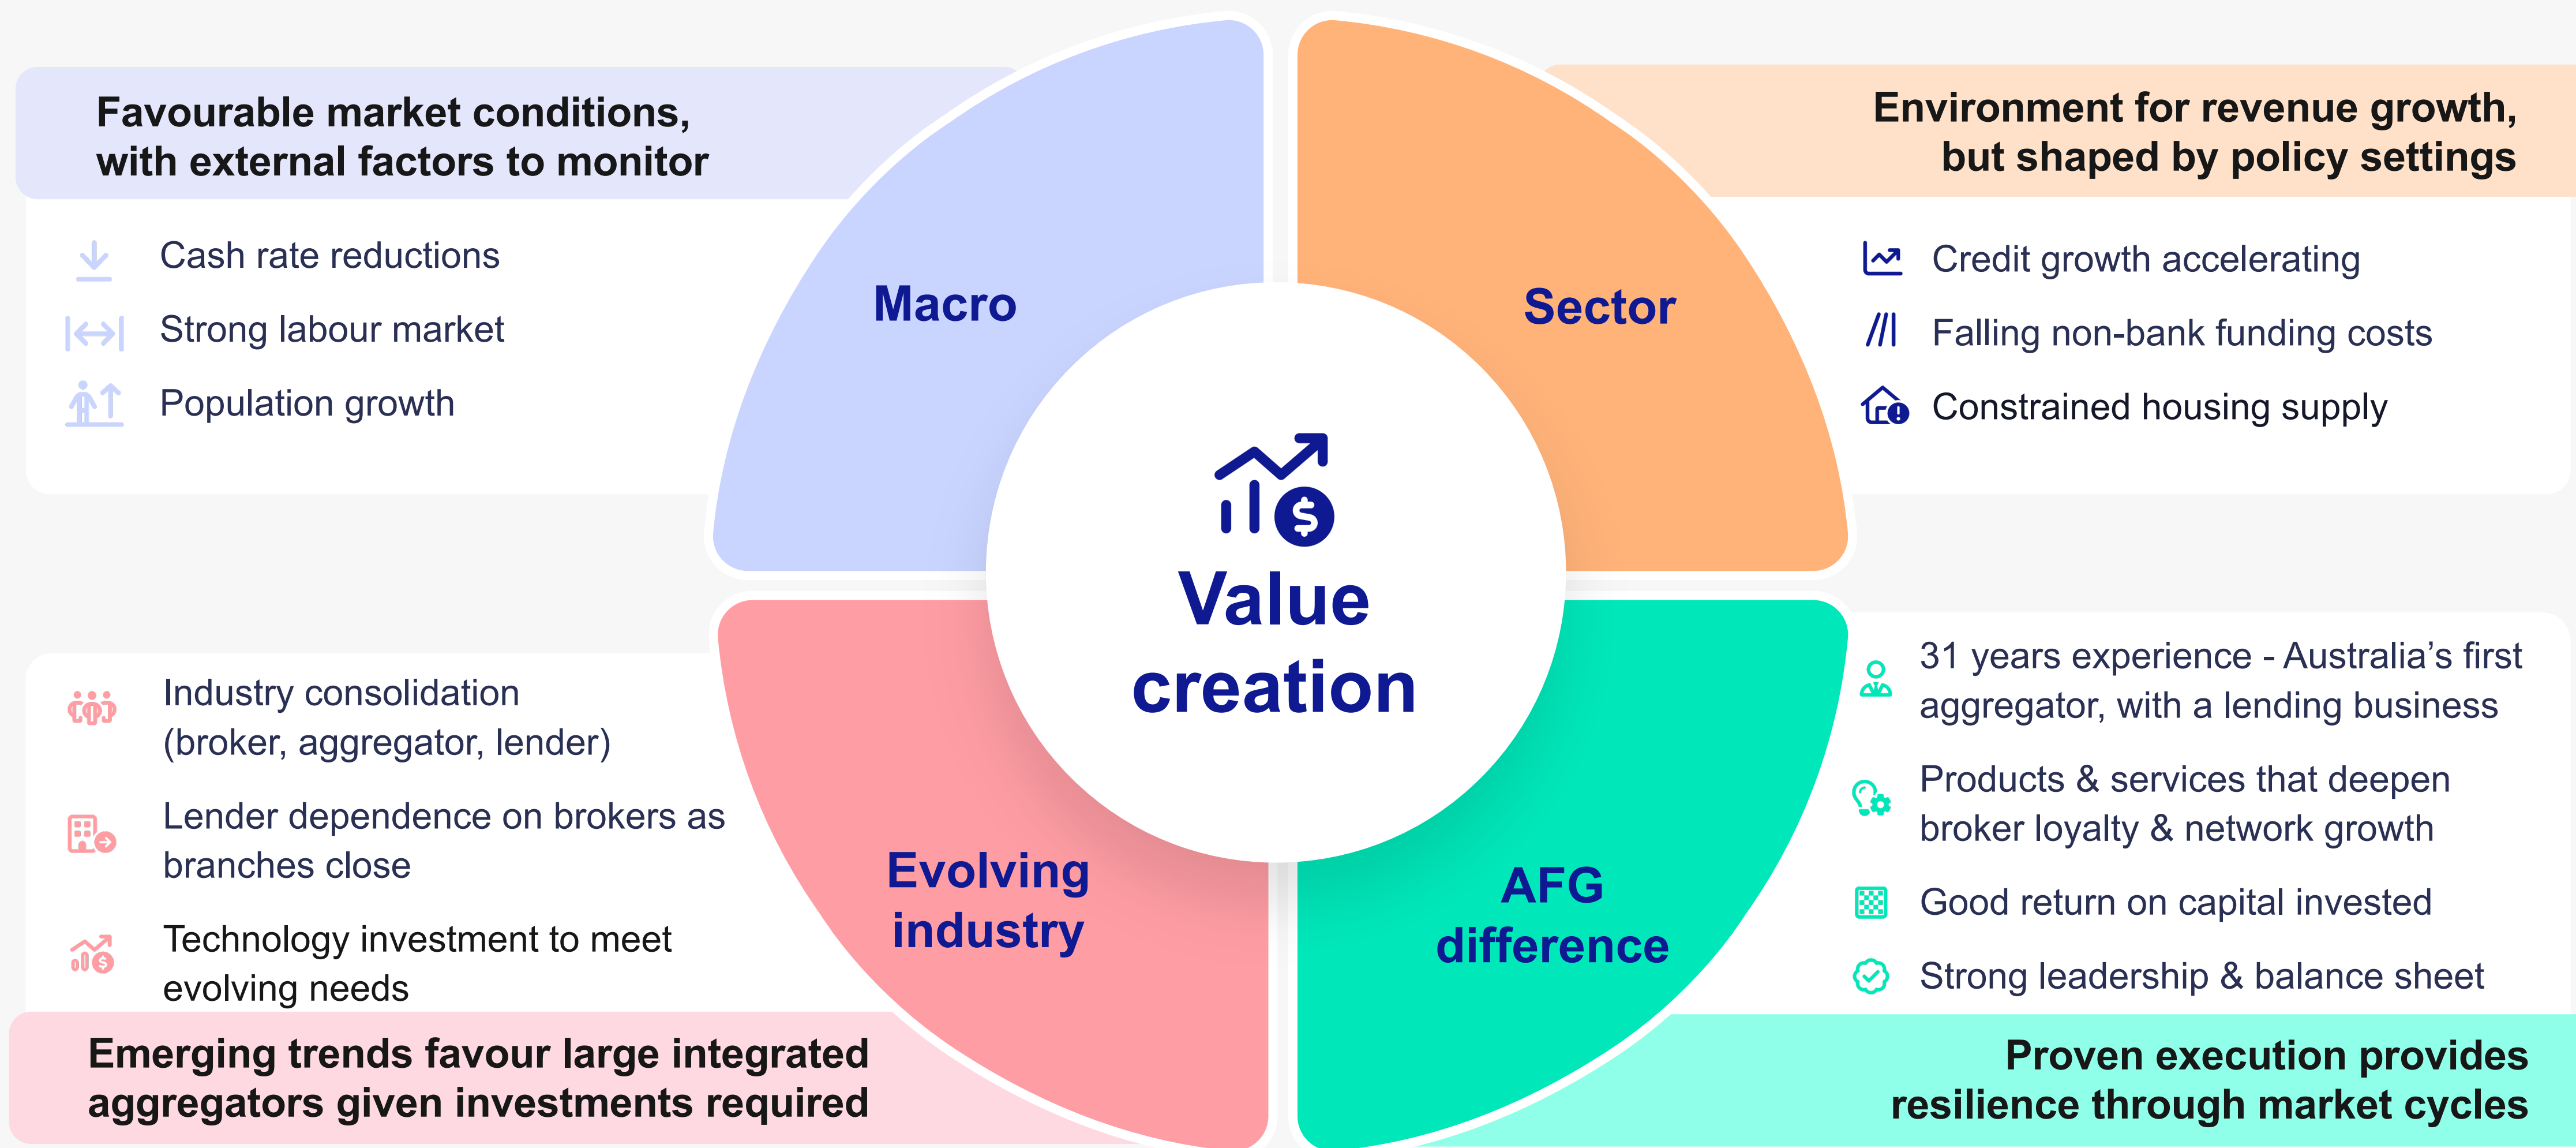 Favourable market conditions,
with external factors to monitor
Cash rate reductions
Strong labour market
Population growth
Macro
Environment for revenue growth,
but shaped by policy settings
Credit growth accelerating
Falling non-bank funding costs
Constrained housing supply
Sector
Value
creation
Industry consolidation
(broker, aggregator, lender)
Lender dependence on brokers as
branches close
Technology investment to meet
evolving needs
Emerging trends favour large integrated
aggregators given investments required
Evolving
industry
AFG
difference
31 years experience - Australia’s first
aggregator, with a lending business
Products & services that deepen
broker loyalty & network growth
Good return on capital invested
Strong leadership & balance sheet
Proven execution provides
resilience through market cycles